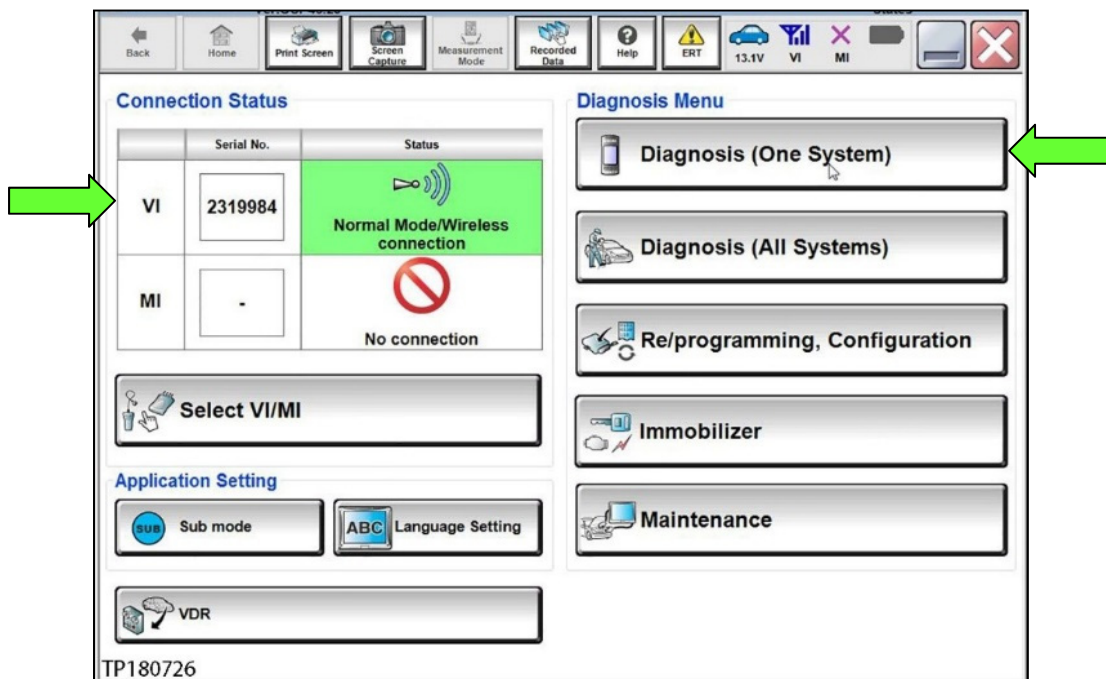 Back
Home
Print Screen
Screen
Capture
Measurement
Mode
Recorded
Data
Help
ERT
13.1V
VI
MI
Connection Status
Serial No.
Status
VI
2319984
Normal Mode/Wireless
connection
MI
-
No connection
Select VI/MI
Application Setting
SUB
Sub mode
ABC
Language Setting
VDR
Diagnosis Menu
Diagnosis (One System)
Diagnosis (All Systems)
Re/programming, Configuration
Immobilizer
Maintenance
TP180726